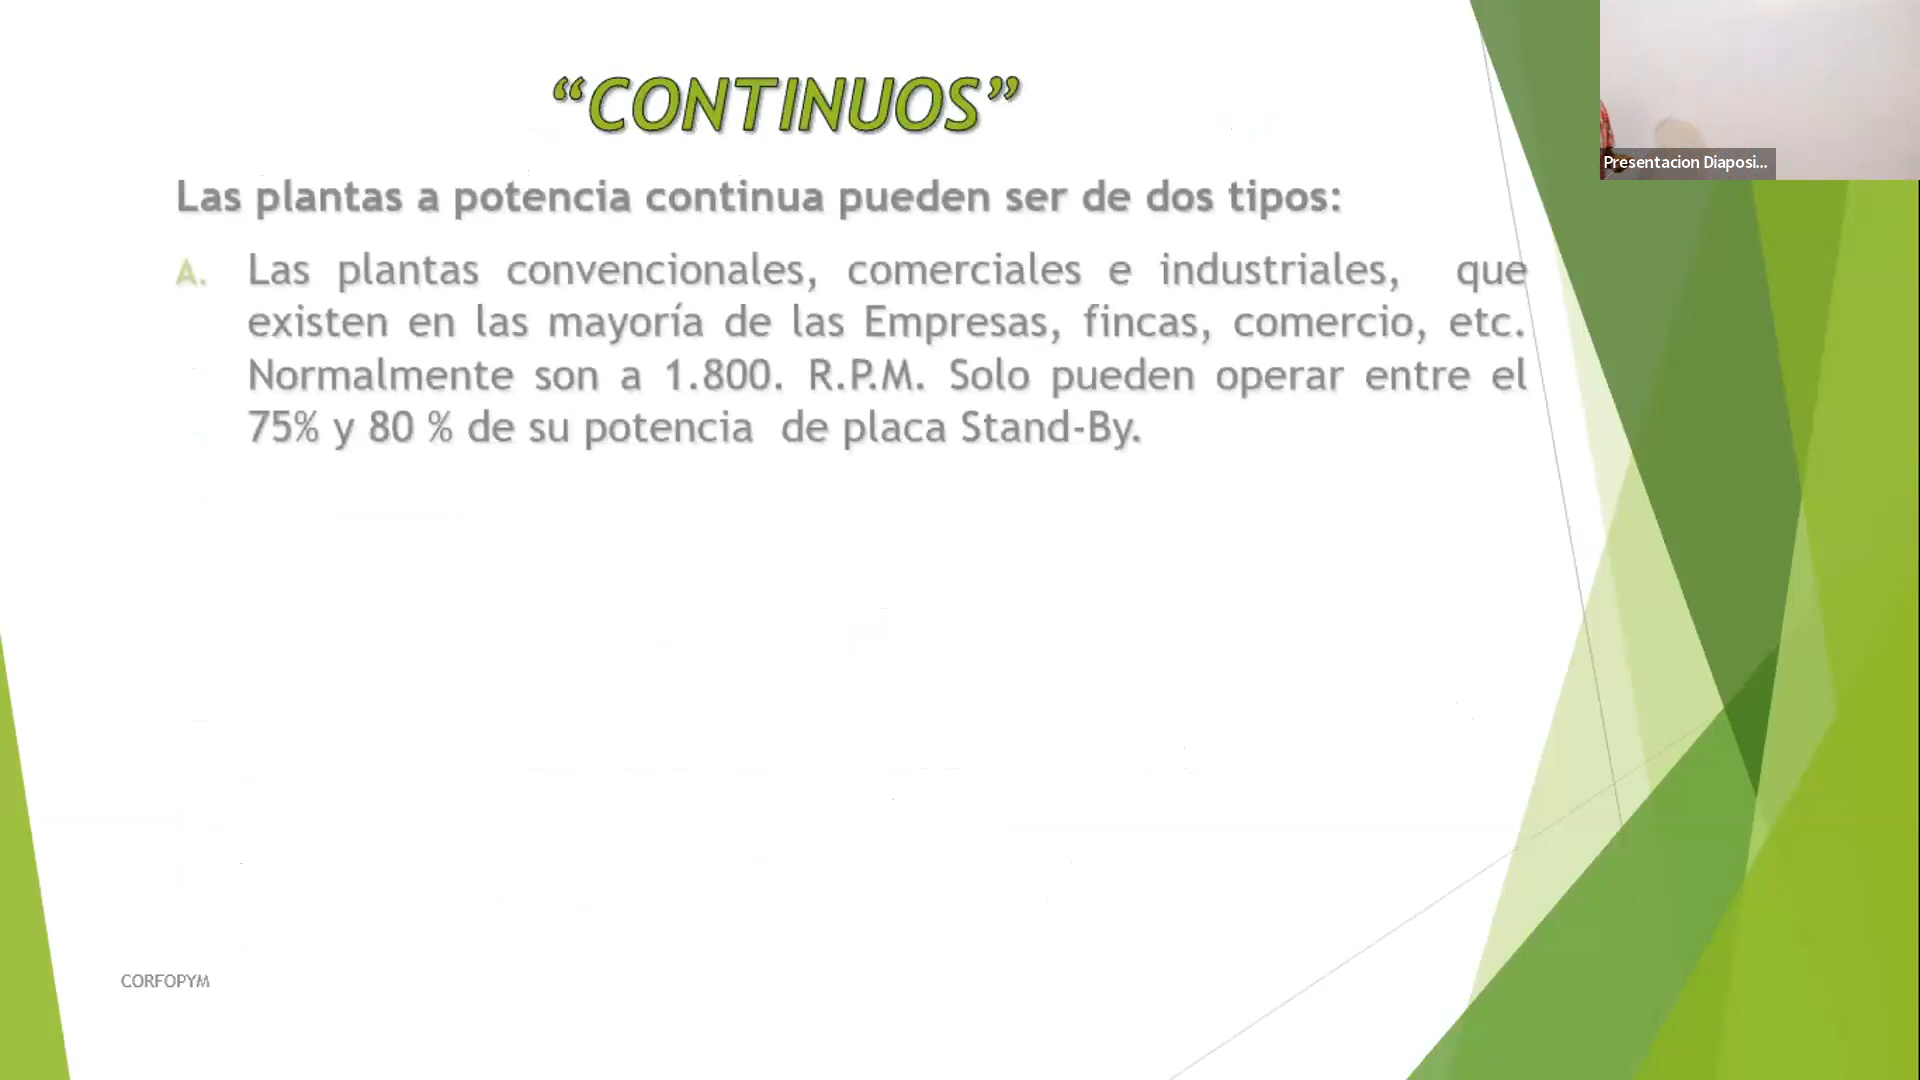 “CONTINUOS”
Presentacion Diaposi...
Las plantas a potencia continua pueden ser de dos tipos:
A. Las plantas convencionales, comerciales e industriales, que
existen en las mayoría de las Empresas, fincas, comercio, etc.
Normalmente son a 1.800. R.P.M. Solo pueden operar entre el
75% y 80 % de su potencia de placa Stand-By.
CORFOPYM